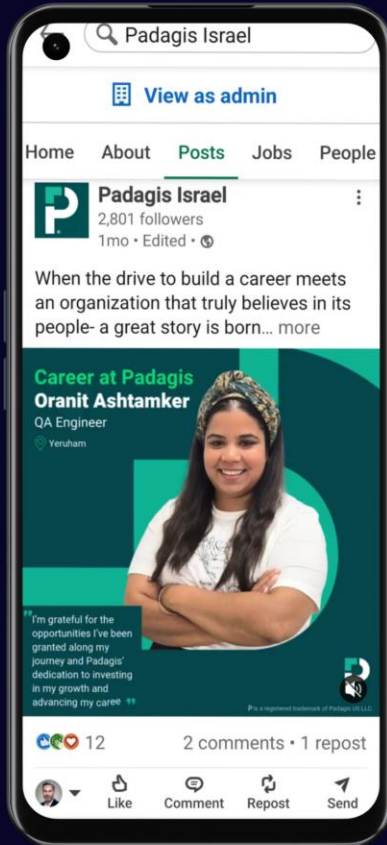 Padagis Israel
View as admin
Home About Posts Jobs People
Padagis Israel
2,801 followers
1mo • Edited •
When the drive to build a career meets
an organization that truly believes in its
people- a great story is born... more
Career at Padagis
Oranit Ashtamker
QA Engineer
Yeruham
"I'm grateful for the
opportunities I've been
granted along my
journey and Padagis'
dedication to investing
in my growth and
advancing my caree "
P is a registered trademark of Padagis US LLC
12 2 comments • 1 repost
Like Comment Repost Send